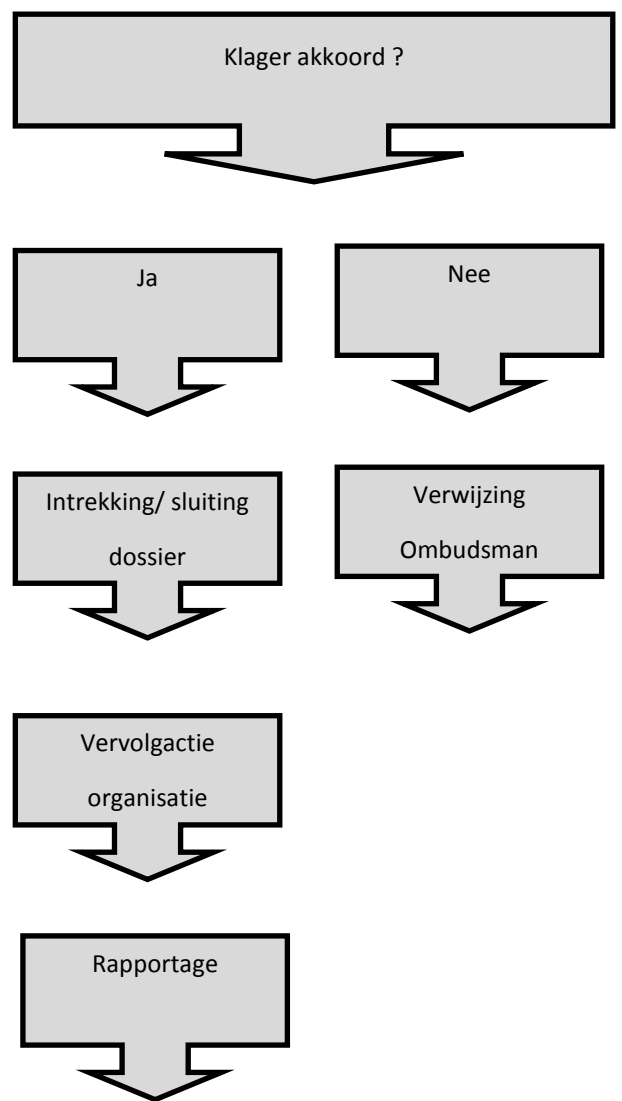 Klager akkoord ?
Ja
Nee
Intrekking/ sluiting
dossier
Verwijzing
Ombudsman
Vervolgactie
organisatie
Rapportage